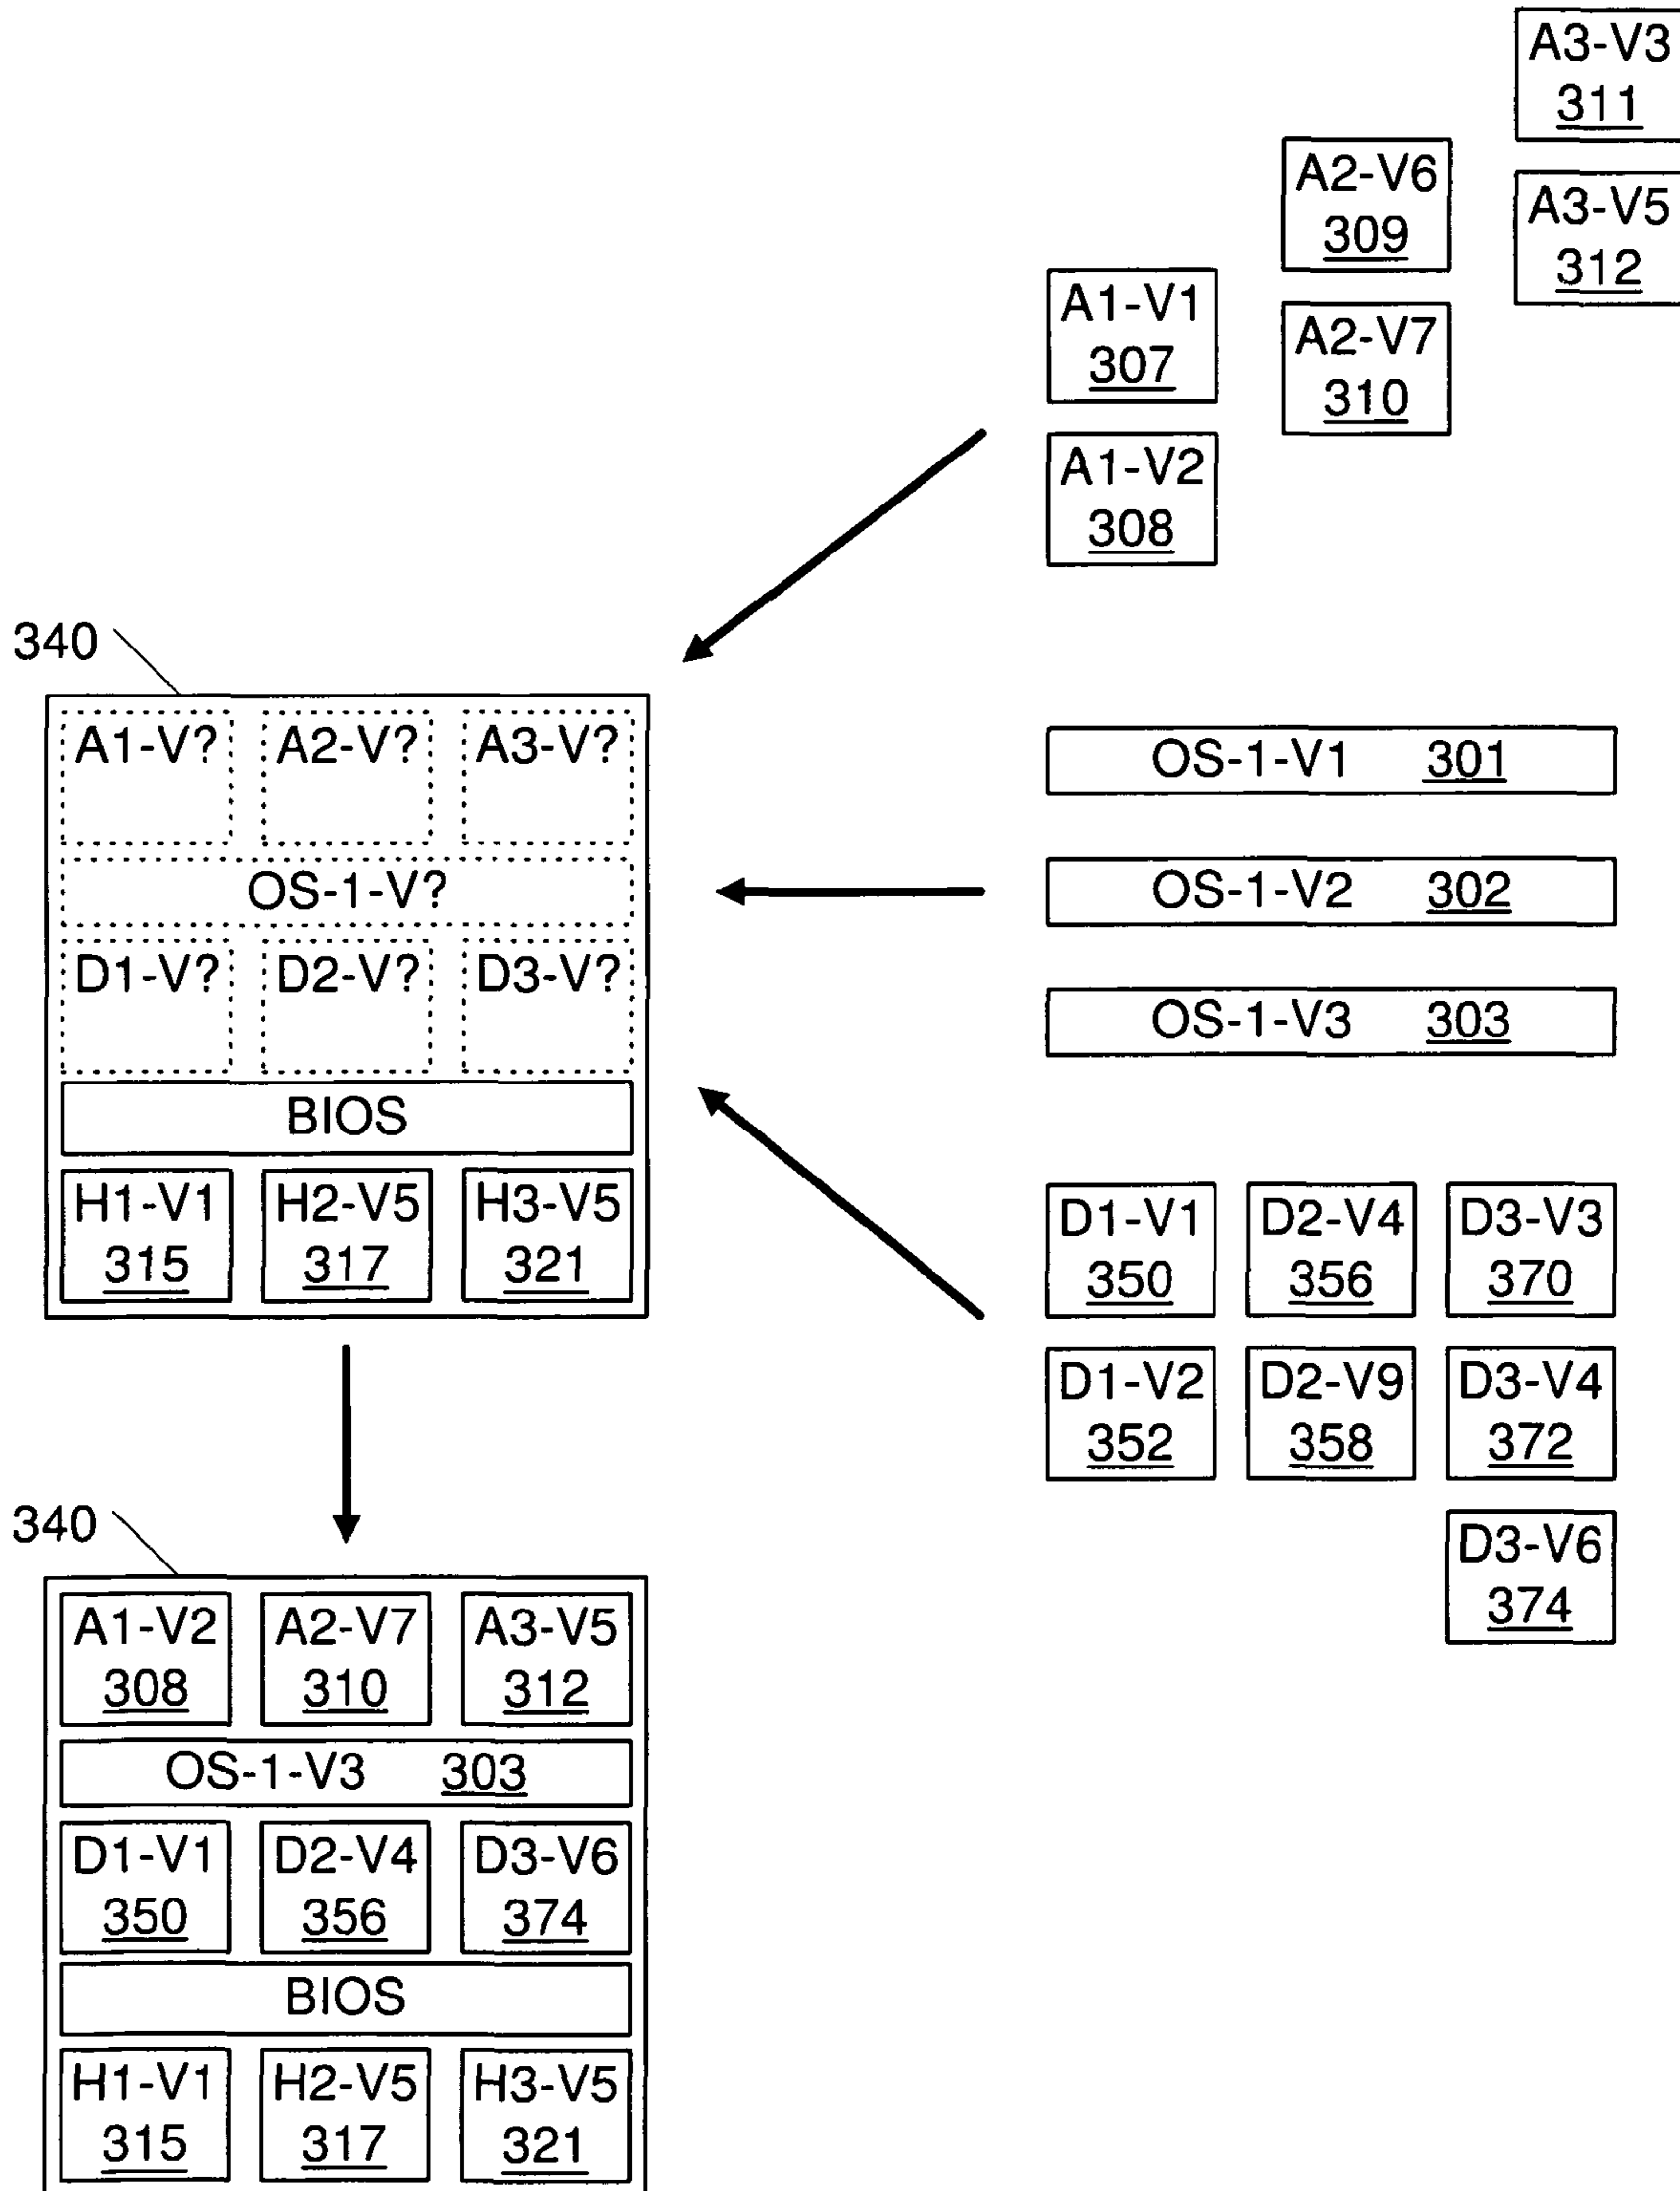 A3-V3
311
A2-V6
309
A3-V5
312
A1-V1
307
A2-V7
310
A1-V2
308
340
A1-V? A2-V? A3-V?
OS-1-V?
D1-V? D2-V? D3-V?
BIOS
H1-V1 H2-V5 H3-V5
315 317 321
OS-1-V1 301
OS-1-V2 302
OS-1-V3 303
D1-V1 D2-V4 D3-V3
350 356 370
D1-V2 D2-V9 D3-V4
352 358 372
D3-V6
374
340
A1-V2 A2-V7 A3-V5
308 310 312
OS-1-V3 303
D1-V1 D2-V4 D3-V6
350 356 374
BIOS
H1-V1 H2-V5 H3-V5
315 317 321